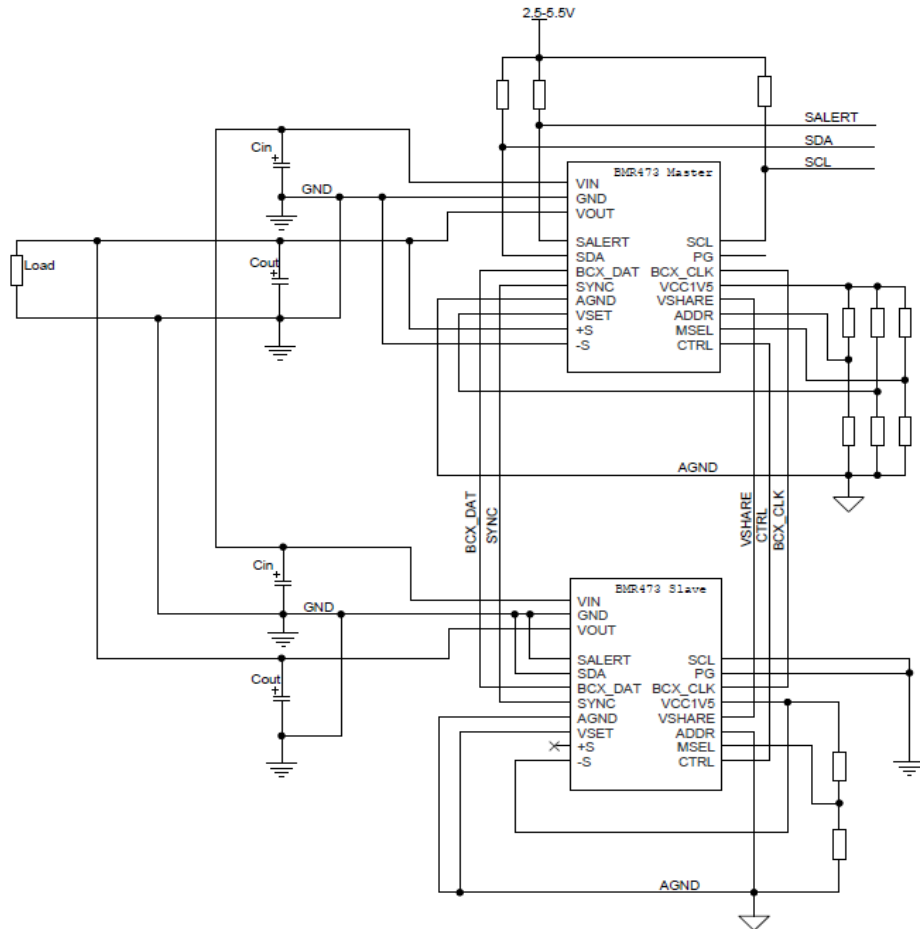 2.5-5.5V
SALERT
SDA
SCL
Cin
GND
BMR473 Master
VIN
GND
VOUT
SALERT SCL
SDA PG
BCX_DAT BCX_CLK
SYNC VCC1V5
AGND VSHARE
VSET ADDR
+S MSEL
-S CTRL
Load
Cout
AGND
BCX_DAT
SYNC
VSHARE
CTRL
BCX_CLK
Cin
GND
BMR473 Slave
VIN
GND
VOUT
SALERT SCL
SDA PG
BCX_DAT BCX_CLK
SYNC VCC1V5
AGND VSHARE
VSET ADDR
+S MSEL
-S CTRL
Cout
AGND